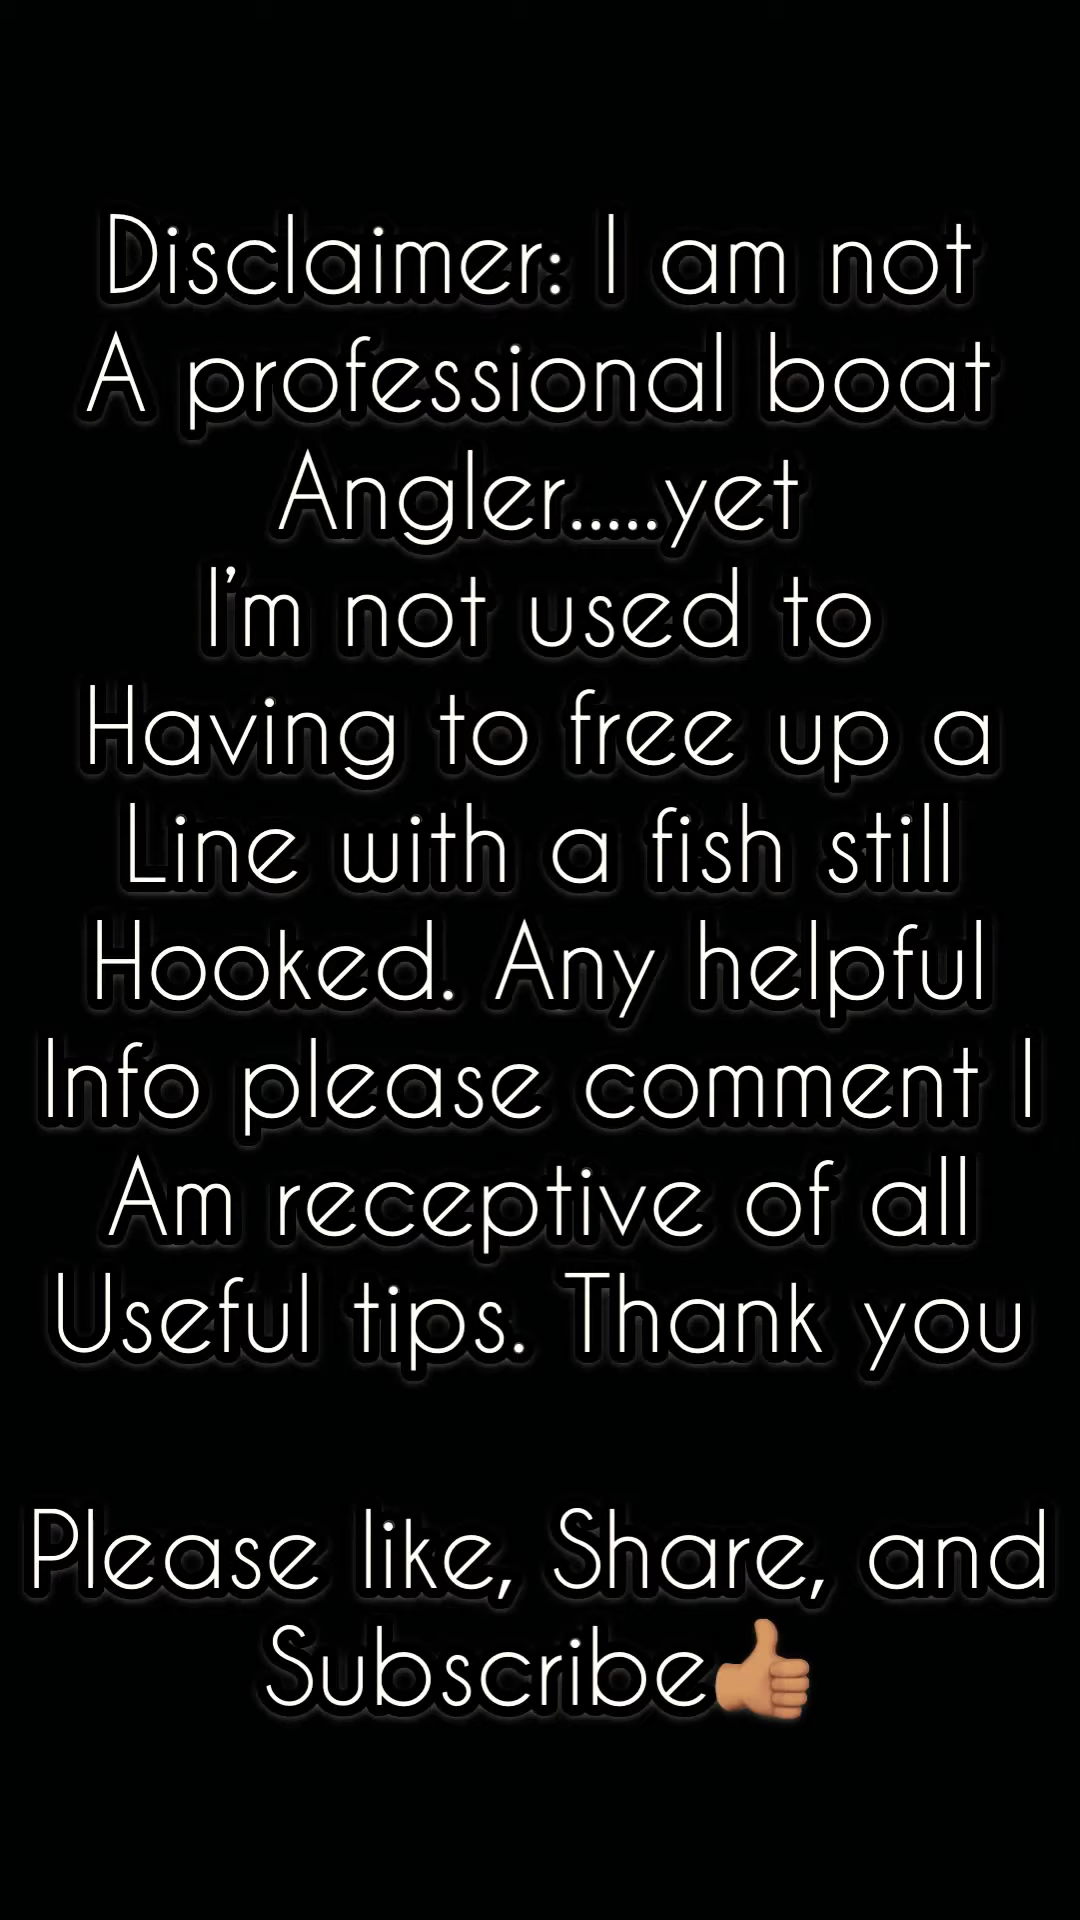 Disclaimer: I am not
A professional boat
Angler.....yet
I'm not used to
Having to free up a
Line with a fish still
Hooked. Any helpful
Info please comment I
Am receptive of all
Useful tips. Thank you
Please like, Share, and
Subscribe👍🏽